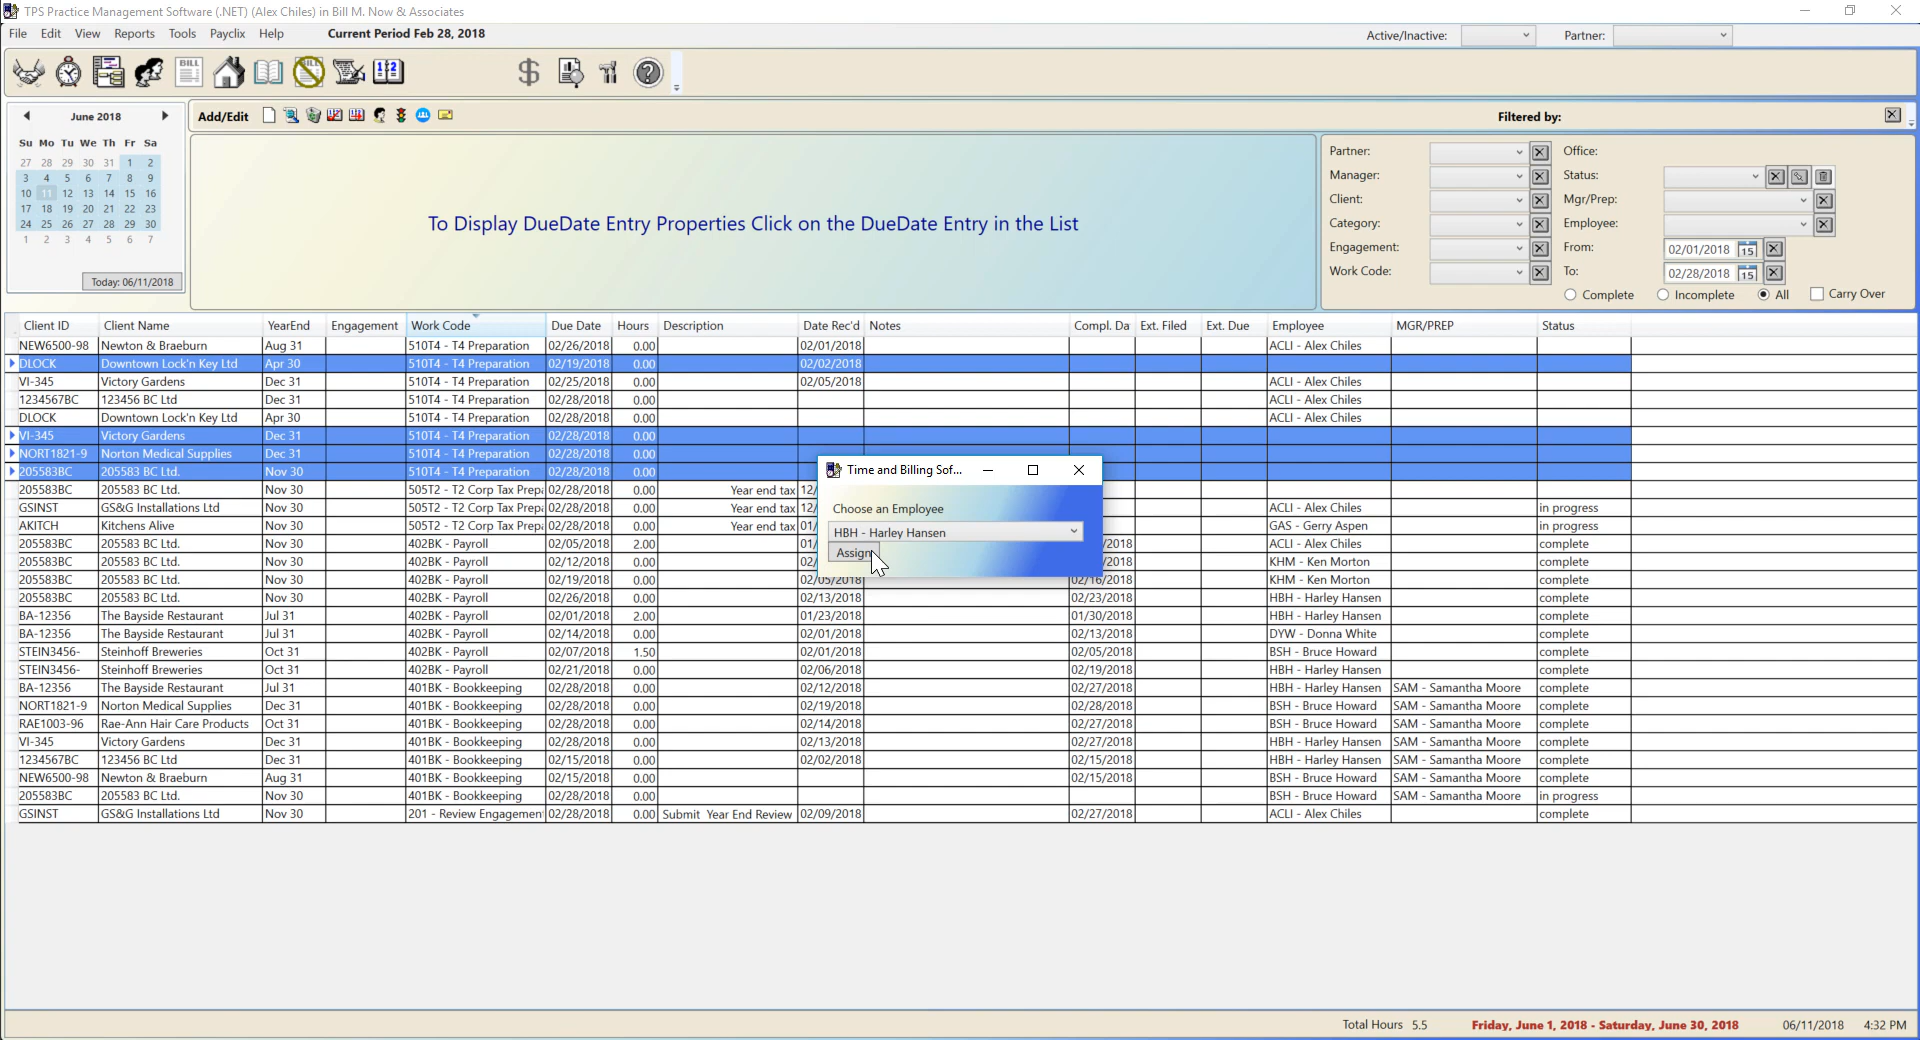 TPS Practice Management Software (.NET) (Alex Chiles) in Bill M. Now & Associates
File Edit View Reports Tools Payclix Help Current Period Feb 28, 2018 Active/Inactive: Partner:
BILL
June 2018 Add/Edit Filtered by:
Su Mo Tu We Th Fr Sa
27 28 29 30 31 1 2
3 4 5 6 7 8 9
10 11 12 13 14 15 16
17 18 19 20 21 22 23
24 25 26 27 28 29 30
1 2 3 4 5 6 7
Today: 06/11/2018
To Display DueDate Entry Properties Click on the DueDate Entry in the List
Partner: Office:
Manager: Status:
Client: Mgr/Prep:
Category: Employee:
Engagement: From: 02/01/2018 15
Work Code: To: 02/28/2018 15
Complete Incomplete All Carry Over
Client ID Client Name YearEnd Engagement Work Code Due Date Hours Description Date Rec'd Notes Compl. Da Ext. Filed Ext. Due Employee MGR/PREP Status
NEW6500-98 Newton & Braeburn Aug 31 510T4 - T4 Preparation 02/26/2018 0.00 02/01/2018 ACLI - Alex Chiles
DLOCK Downtown Lock'n Key Ltd Apr 30 510T4 - T4 Preparation 02/19/2018 0.00 02/02/2018
VI-345 Victory Gardens Dec 31 510T4 - T4 Preparation 02/25/2018 0.00 02/05/2018 ACLI - Alex Chiles
1234567BC 123456 BC Ltd Dec 31 510T4 - T4 Preparation 02/28/2018 0.00 ACLI - Alex Chiles
DLOCK Downtown Lock'n Key Ltd Apr 30 510T4 - T4 Preparation 02/28/2018 0.00 ACLI - Alex Chiles
VI-345 Victory Gardens Dec 31 510T4 - T4 Preparation 02/28/2018 0.00
NORT1821-9 Norton Medical Supplies Dec 31 510T4 - T4 Preparation 02/28/2018 0.00
205583BC 205583 BC Ltd. Nov 30 510T4 - T4 Preparation 02/28/2018 0.00
205583BC 205583 BC Ltd. Nov 30 505T2 - T2 Corp Tax Prepa 02/28/2018 0.00 Year end tax 12/
GSINST GS&G Installations Ltd Nov 30 505T2 - T2 Corp Tax Prepa 02/28/2018 0.00 Year end tax 12/ ACLI - Alex Chiles in progress
AKITCH Kitchens Alive Nov 30 505T2 - T2 Corp Tax Prepa 02/28/2018 0.00 Year end tax 01/ GAS - Gerry Aspen in progress
205583BC 205583 BC Ltd. Nov 30 402BK - Payroll 02/05/2018 2.00 01/ /2018 ACLI - Alex Chiles complete
205583BC 205583 BC Ltd. Nov 30 402BK - Payroll 02/12/2018 0.00 02/ /2018 KHM - Ken Morton complete
205583BC 205583 BC Ltd. Nov 30 402BK - Payroll 02/19/2018 0.00 02/05/2018 02/16/2018 KHM - Ken Morton complete
205583BC 205583 BC Ltd. Nov 30 402BK - Payroll 02/26/2018 0.00 02/13/2018 02/23/2018 HBH - Harley Hansen complete
BA-12356 The Bayside Restaurant Jul 31 402BK - Payroll 02/01/2018 2.00 01/23/2018 01/30/2018 HBH - Harley Hansen complete
BA-12356 The Bayside Restaurant Jul 31 402BK - Payroll 02/14/2018 0.00 02/01/2018 02/13/2018 DYW - Donna White complete
STEIN3456- Steinhoff Breweries Oct 31 402BK - Payroll 02/07/2018 1.50 02/01/2018 02/05/2018 BSH - Bruce Howard complete
STEIN3456- Steinhoff Breweries Oct 31 402BK - Payroll 02/21/2018 0.00 02/06/2018 02/19/2018 HBH - Harley Hansen complete
BA-12356 The Bayside Restaurant Jul 31 401BK - Bookkeeping 02/28/2018 0.00 02/12/2018 02/27/2018 HBH - Harley Hansen SAM - Samantha Moore complete
NORT1821-9 Norton Medical Supplies Dec 31 401BK - Bookkeeping 02/28/2018 0.00 02/19/2018 02/28/2018 BSH - Bruce Howard SAM - Samantha Moore complete
RAE1003-96 Rae-Ann Hair Care Products Oct 31 401BK - Bookkeeping 02/28/2018 0.00 02/14/2018 02/27/2018 BSH - Bruce Howard SAM - Samantha Moore complete
VI-345 Victory Gardens Dec 31 401BK - Bookkeeping 02/28/2018 0.00 02/13/2018 02/27/2018 HBH - Harley Hansen SAM - Samantha Moore complete
1234567BC 123456 BC Ltd Dec 31 401BK - Bookkeeping 02/15/2018 0.00 02/02/2018 02/15/2018 HBH - Harley Hansen SAM - Samantha Moore complete
NEW6500-98 Newton & Braeburn Aug 31 401BK - Bookkeeping 02/15/2018 0.00 02/15/2018 BSH - Bruce Howard SAM - Samantha Moore complete
205583BC 205583 BC Ltd. Nov 30 401BK - Bookkeeping 02/28/2018 0.00 BSH - Bruce Howard SAM - Samantha Moore in progress
GSINST GS&G Installations Ltd Nov 30 201 - Review Engagement 02/28/2018 0.00 Submit Year End Review 02/09/2018 02/27/2018 ACLI - Alex Chiles complete
Time and Billing Sof...
Choose an Employee
HBH - Harley Hansen
Assign
Total Hours 5.5 Friday, June 1, 2018 - Saturday, June 30, 2018 06/11/2018 4:32 PM